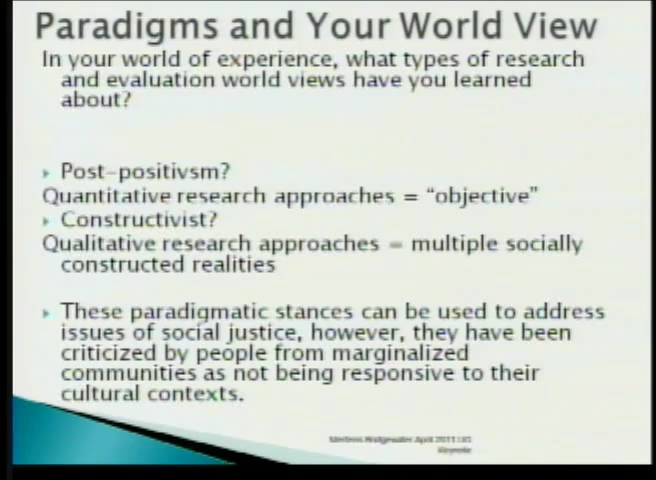 Paradigms and Your World View
In your world of experience, what types of research
and evaluation world views have you learned
about?
Post-positivsm?
Quantitative research approaches = “objective”
Constructivist?
Qualitative research approaches = multiple socially
constructed realities
These paradigmatic stances can be used to address
issues of social justice, however, they have been
criticized by people from marginalized
communities as not being responsive to their
cultural contexts.
Mertens Bridgewater April 2011
Keynote